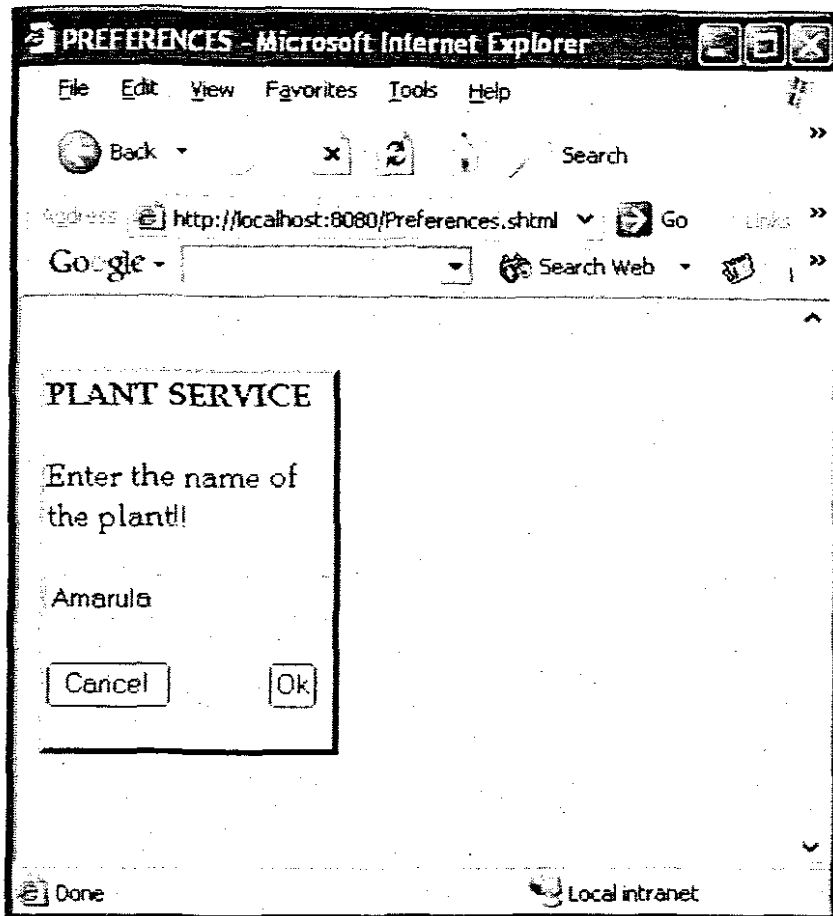 PREFERENCES - Microsoft Internet Explorer
File Edit View Favorites Tools Help
Back Search »
Address http://localhost:8080/Preferences.shtml Go Links »
Google - Search Web »
PLANT SERVICE
Enter the name of
the plant!!
Amarula
Cancel Ok
Done Local intranet